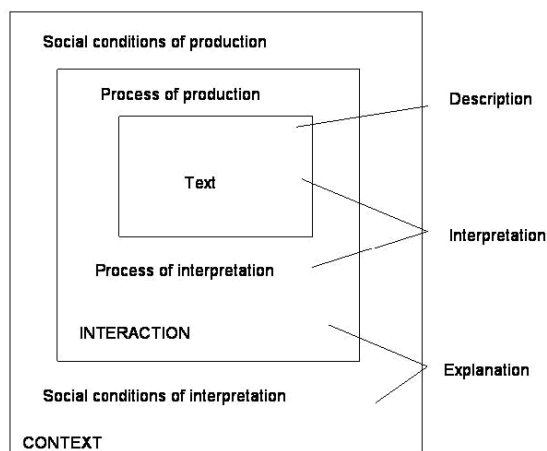 Social conditions of production
Process of production
Description
Text
Interpretation
Process of interpretation
INTERACTION
Explanation
Social conditions of interpretation
CONTEXT